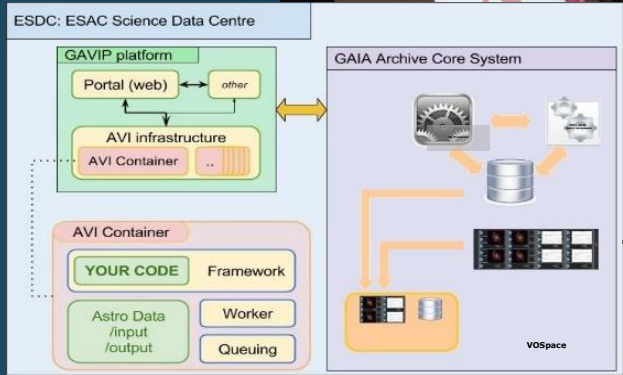 ESDC: ESAC Science Data Centre
GAVIP platform
Portal (web)
other
AVI infrastructure
AVI Container
..
AVI Container
YOUR CODE
Framework
Astro Data
/input
/output
Worker
Queuing
GAIA Archive Core System
VOSpace